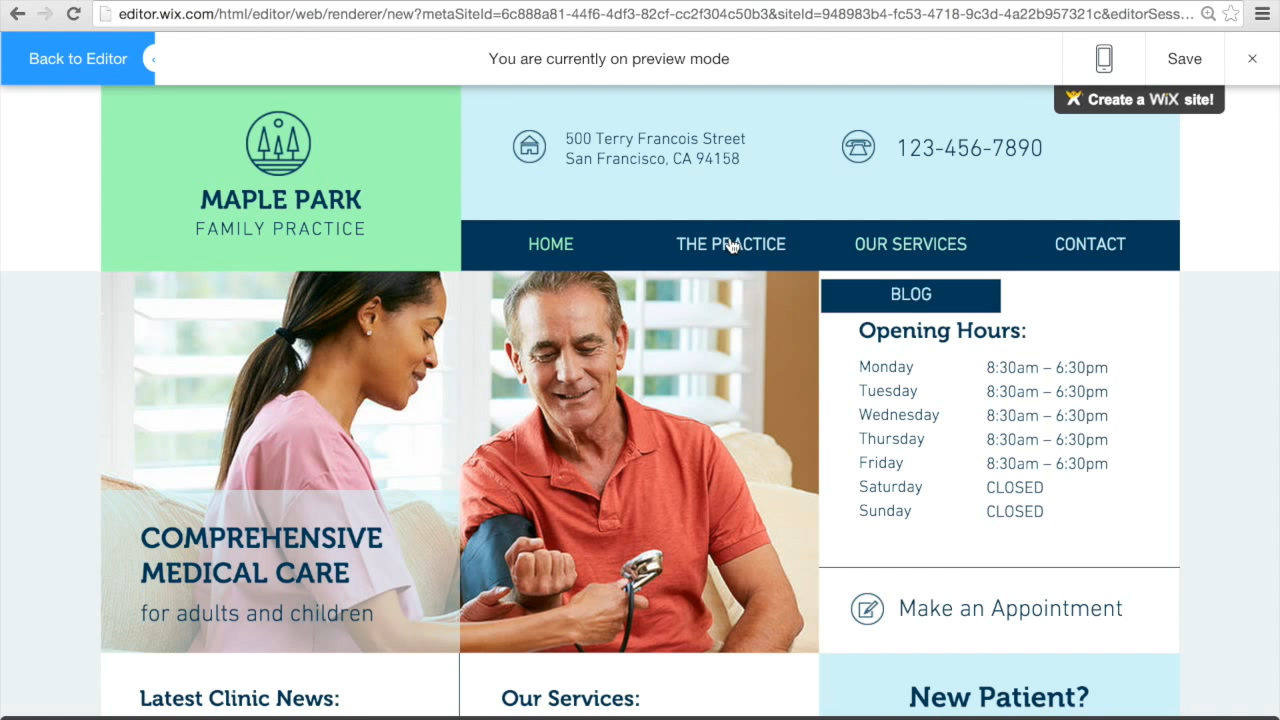 editor.wix.com/html/editor/web/renderer/new?metaSiteId=6c888a81-44f6-4df3-82cf-cc2f304c50b3&siteId=948983b4-fc53-4718-9c3d-4a22b957321c&editorSess...
Back to Editor
You are currently on preview mode
Save
Create a WiX site!
MAPLE PARK
FAMILY PRACTICE
500 Terry Francois Street
San Francisco, CA 94158
123-456-7890
HOME
THE PRACTICE
OUR SERVICES
CONTACT
BLOG
Opening Hours:
Monday 8:30am – 6:30pm
Tuesday 8:30am – 6:30pm
Wednesday 8:30am – 6:30pm
Thursday 8:30am – 6:30pm
Friday 8:30am – 6:30pm
Saturday CLOSED
Sunday CLOSED
COMPREHENSIVE
MEDICAL CARE
for adults and children
Make an Appointment
Latest Clinic News:
Our Services:
New Patient?